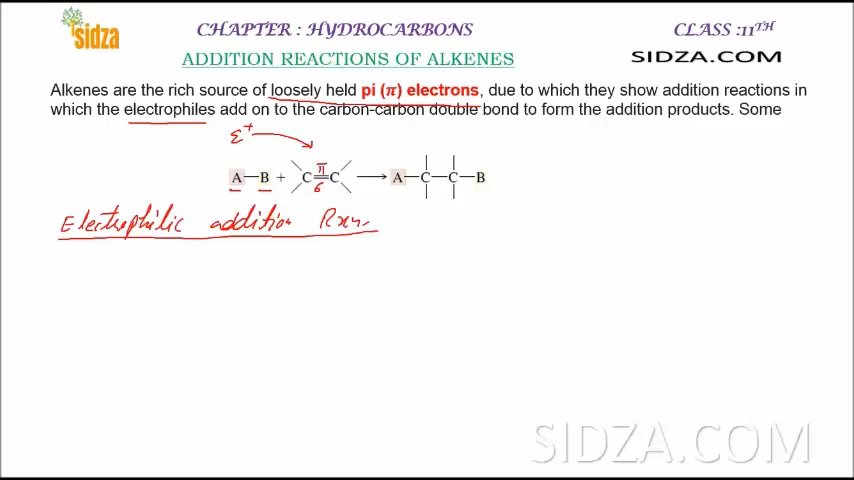 sidza
CHAPTER : HYDROCARBONS
CLASS :11TH
ADDITION REACTIONS OF ALKENES
SIDZA.COM
Alkenes are the rich source of loosely held pi (π) electrons, due to which they show addition reactions in
which the electrophiles add on to the carbon-carbon double bond to form the addition products. Some
E+
π
A—B + C=C → A—C—C—B
6
Electrophilic addition Rxn.
SIDZA.COM